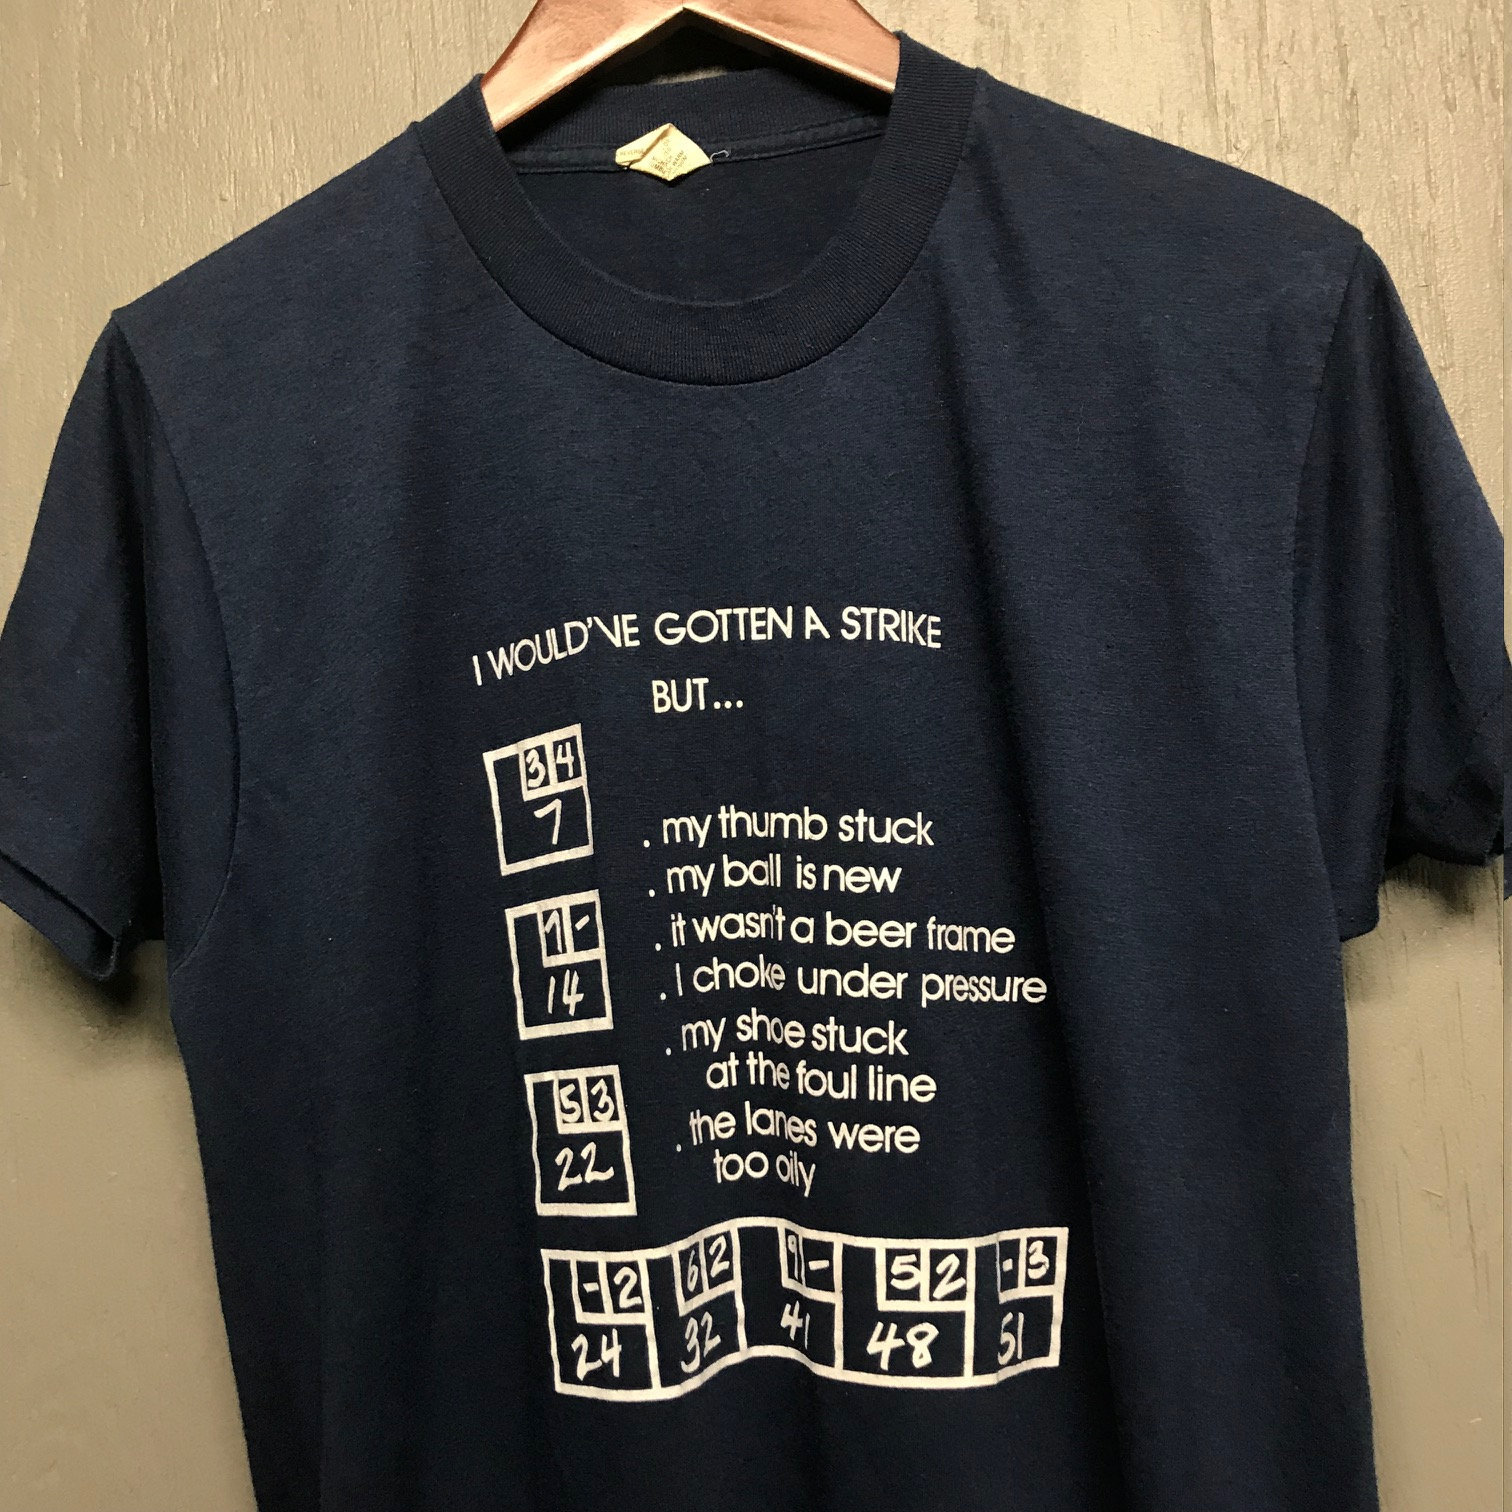 I WOULD'VE GOTTEN A STRIKE
BUT...
3 4
7
. my thumb stuck
. my ball is new
. it wasn't a beer frame
. I choke under pressure
. my shoe stuck
at the foul line
. the lanes were
too oily
7 -
14
5 3
22
- 2
24
6 2
32
9 -
41
5 2
48
- 3
51